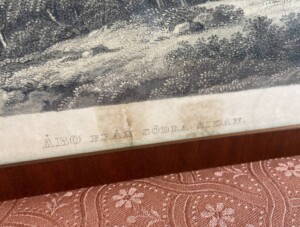 ÅBO FRÅN SÖDRA SIDAN.